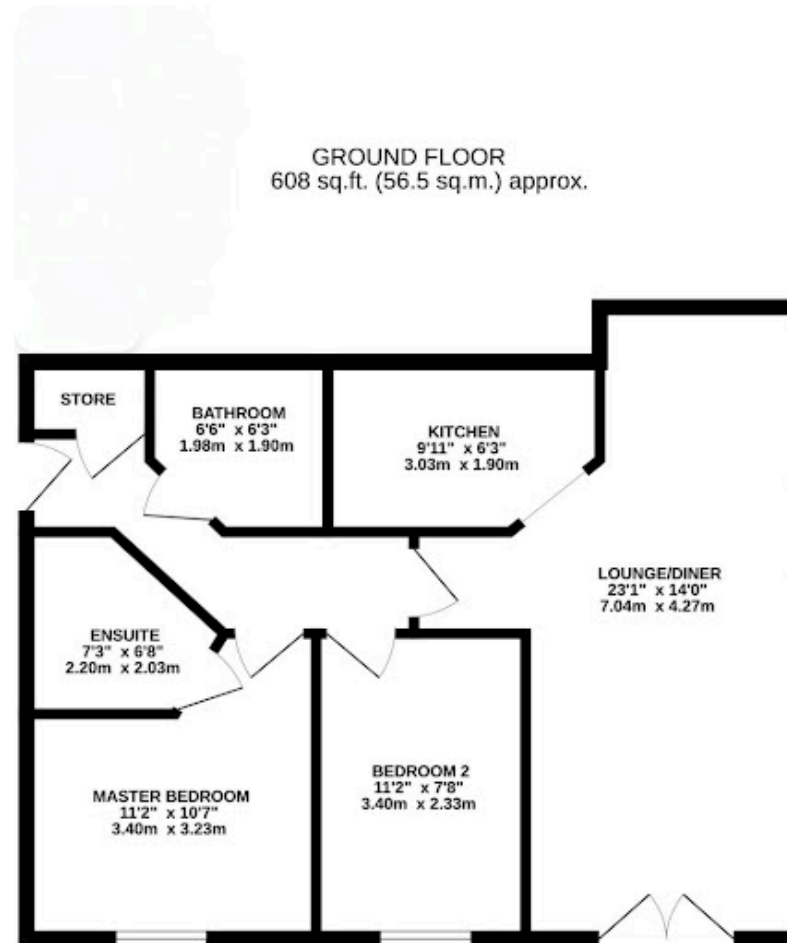 GROUND FLOOR
608 sq.ft. (56.5 sq.m.) approx.
STORE
BATHROOM
6'6" x 6'3"
1.98m x 1.90m
KITCHEN
9'11" x 6'3"
3.03m x 1.90m
LOUNGE/DINER
23'1" x 14'0"
7.04m x 4.27m
ENSUITE
7'3" x 6'8"
2.20m x 2.03m
MASTER BEDROOM
11'2" x 10'7"
3.40m x 3.23m
BEDROOM 2
11'2" x 7'8"
3.40m x 2.33m